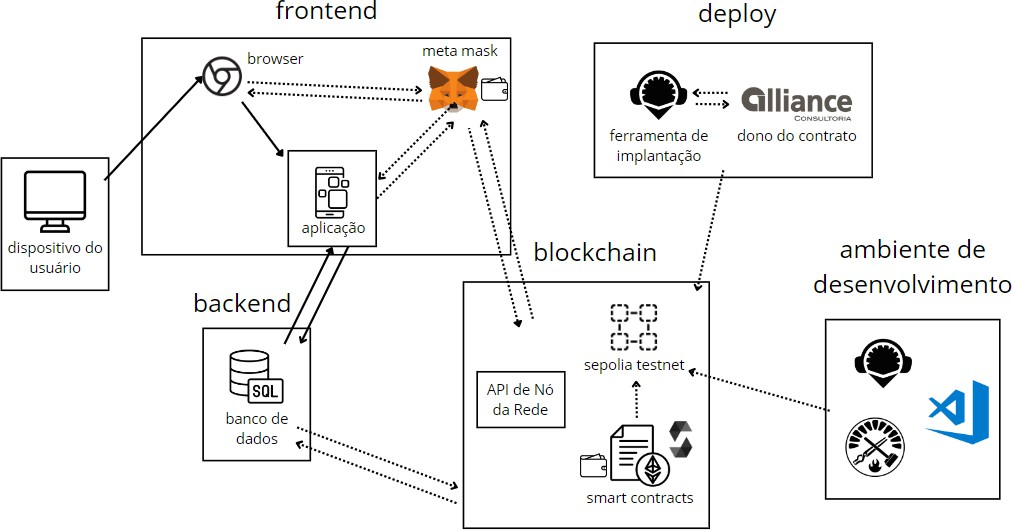 frontend
deploy
browser
meta mask
aplicação
dispositivo do
usuário
ferramenta de
implantação
alliance
CONSULTORIA
dono do contrato
backend
SQL
banco de
dados
blockchain
sepolia testnet
API de Nó
da Rede
smart contracts
ambiente de
desenvolvimento